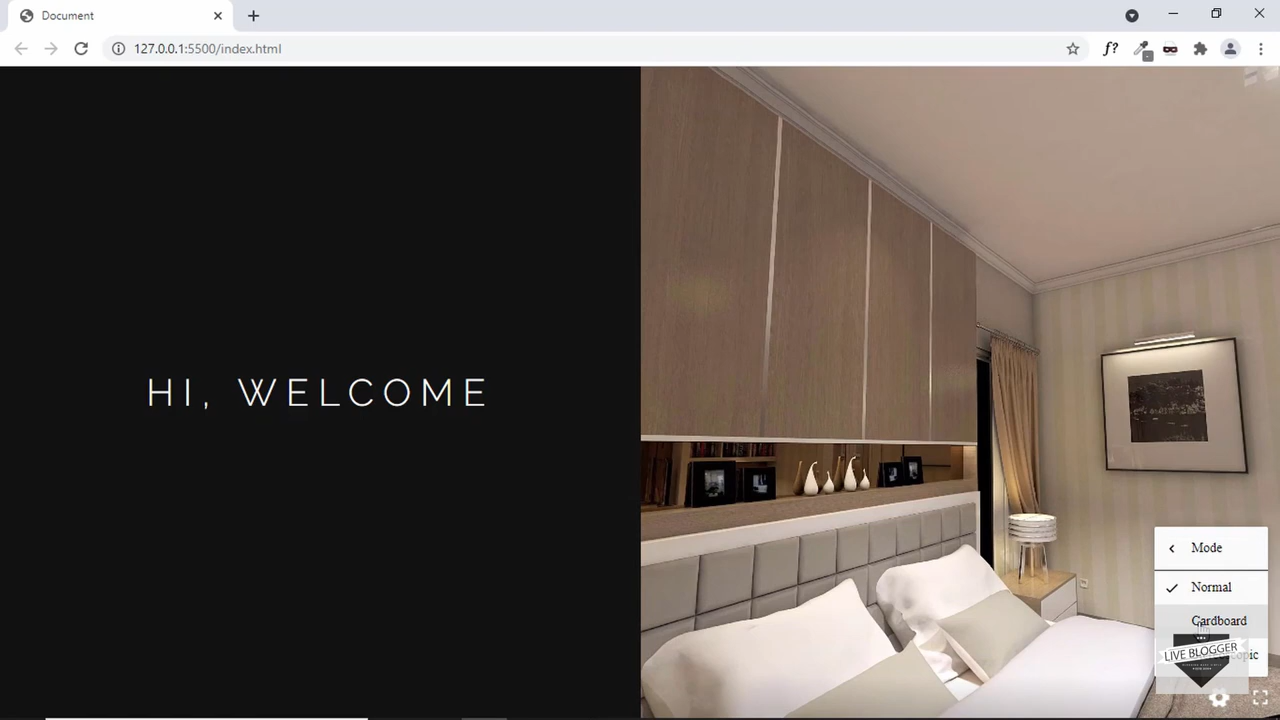 Document
127.0.0.1:5500/index.html
f?
HI, WELCOME
Mode
Normal
Cardboard
LIVE BLOGGER